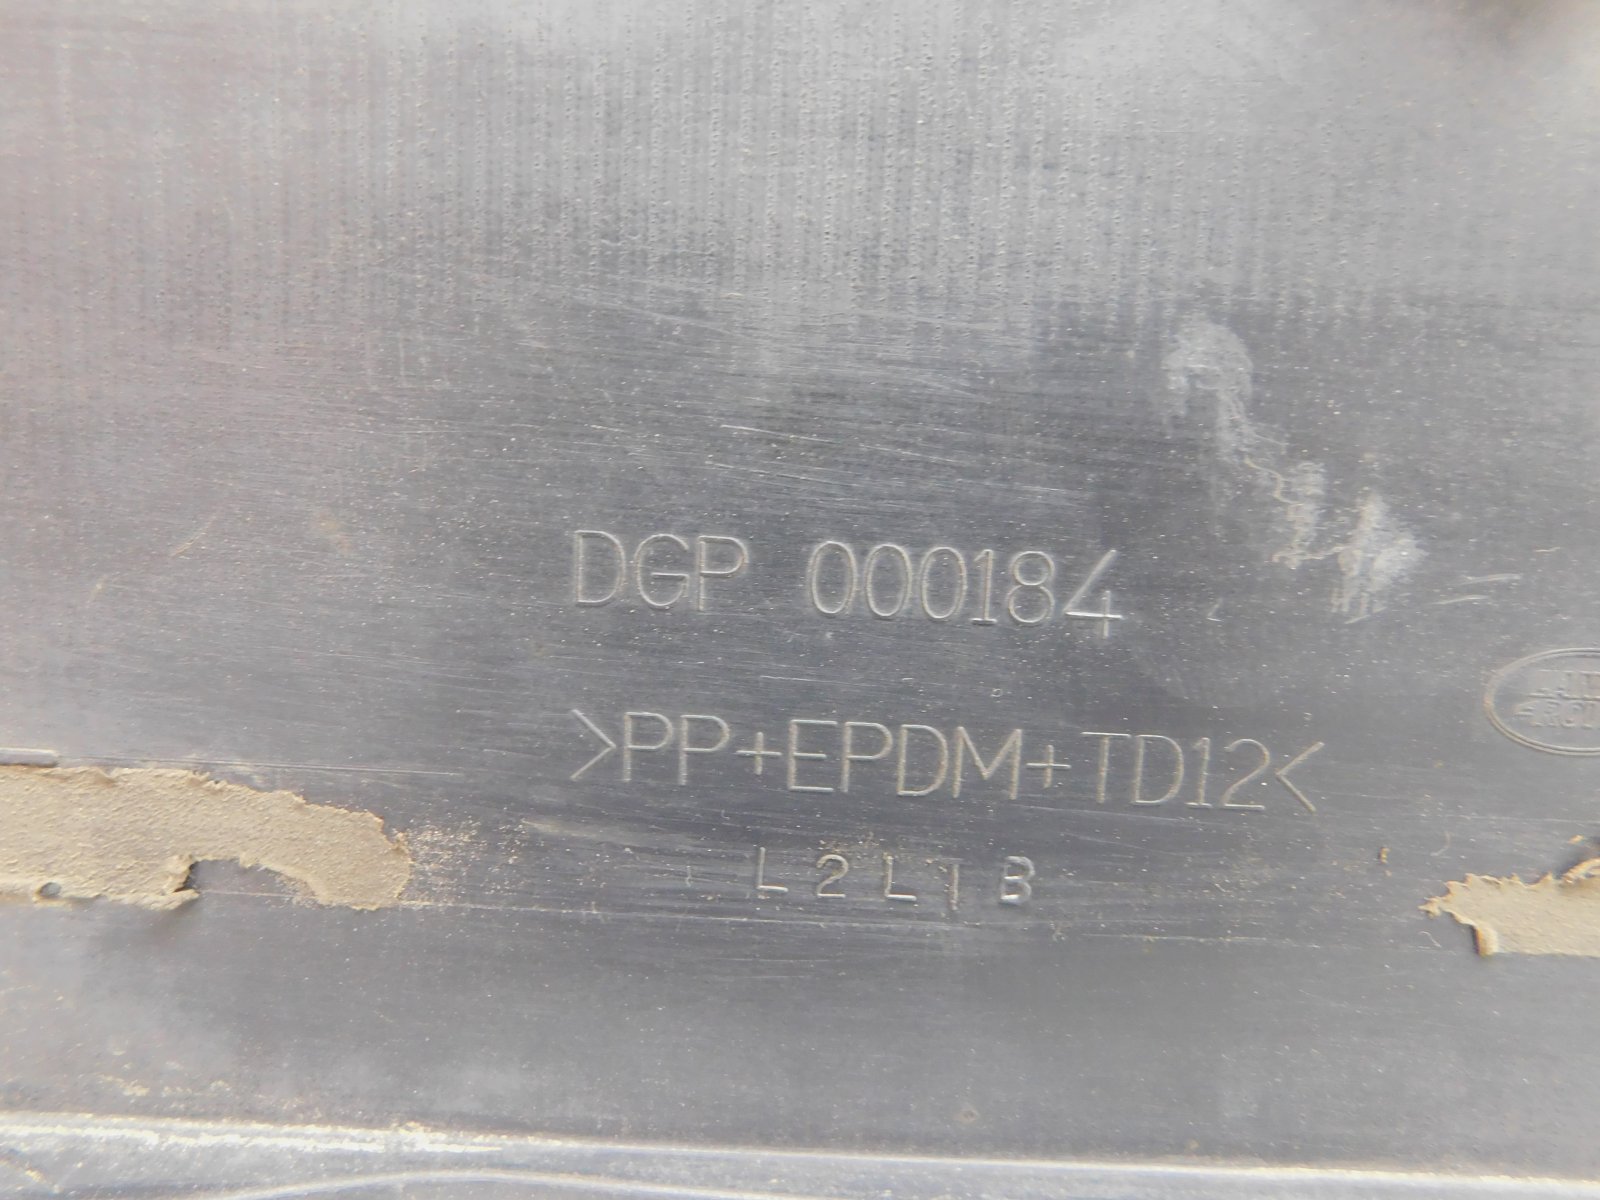 DGP 000184
>PP+EPDM+TD12<
L2L1B